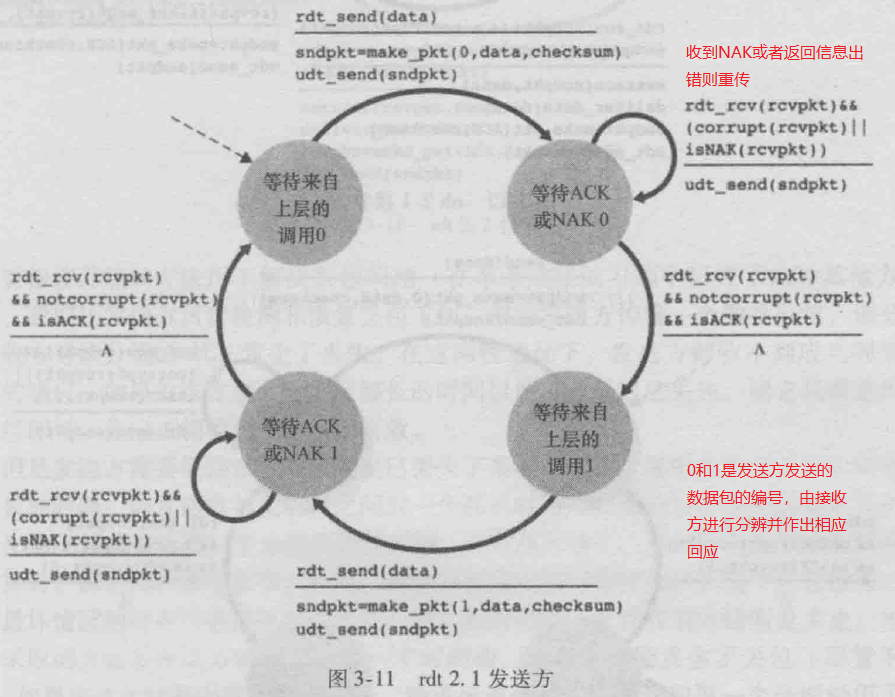 rdt_send(data)
sndpkt=make_pkt(0,data,checksum)
udt_send(sndpkt)
收到NAK或者返回信息出
错则重传
rdt_rcv(rcvpkt)&&
(corrupt(rcvpkt)||
isNAK(rcvpkt))
udt_send(sndpkt)
等待来自
上层的
调用0
等待ACK
或NAK 0
rdt_rcv(rcvpkt)
&& notcorrupt(rcvpkt)
&& isACK(rcvpkt)
Λ
rdt_rcv(rcvpkt)
&& notcorrupt(rcvpkt)
&& isACK(rcvpkt)
Λ
等待ACK
或NAK 1
等待来自
上层的
调用1
0和1是发送方发送的
数据包的编号，由接收
方进行分辨并作出相应
回应
rdt_rcv(rcvpkt)&&
(corrupt(rcvpkt)||
isNAK(rcvpkt))
udt_send(sndpkt)
rdt_send(data)
sndpkt=make_pkt(1,data,checksum)
udt_send(sndpkt)
图 3-11 rdt 2.1 发送方